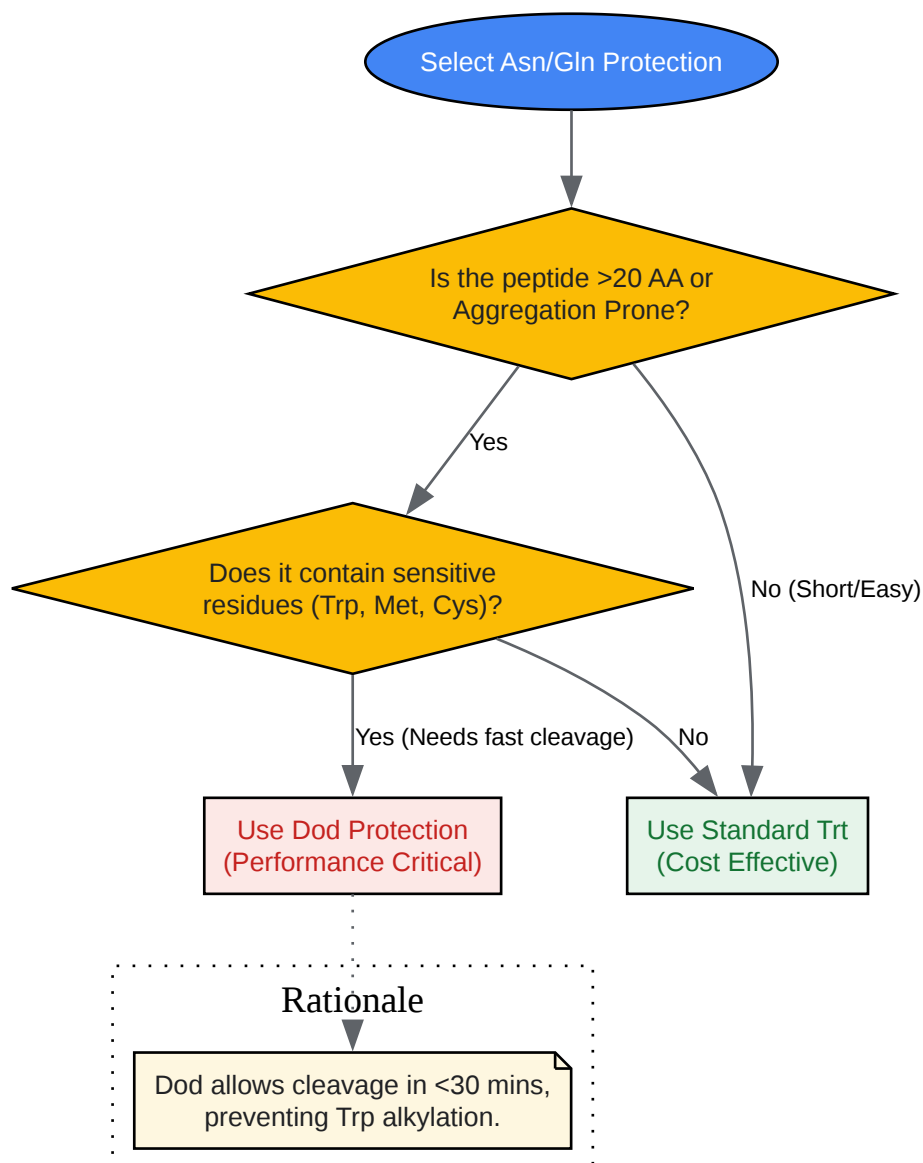 Select Asn/Gln Protection
Is the peptide >20 AA or
Aggregation Prone?
Yes
No (Short/Easy)
Does it contain sensitive
residues (Trp, Met, Cys)?
Yes (Needs fast cleavage)
No
Use Dod Protection
(Performance Critical)
Use Standard Trt
(Cost Effective)
Rationale
Dod allows cleavage in <30 mins,
preventing Trp alkylation.